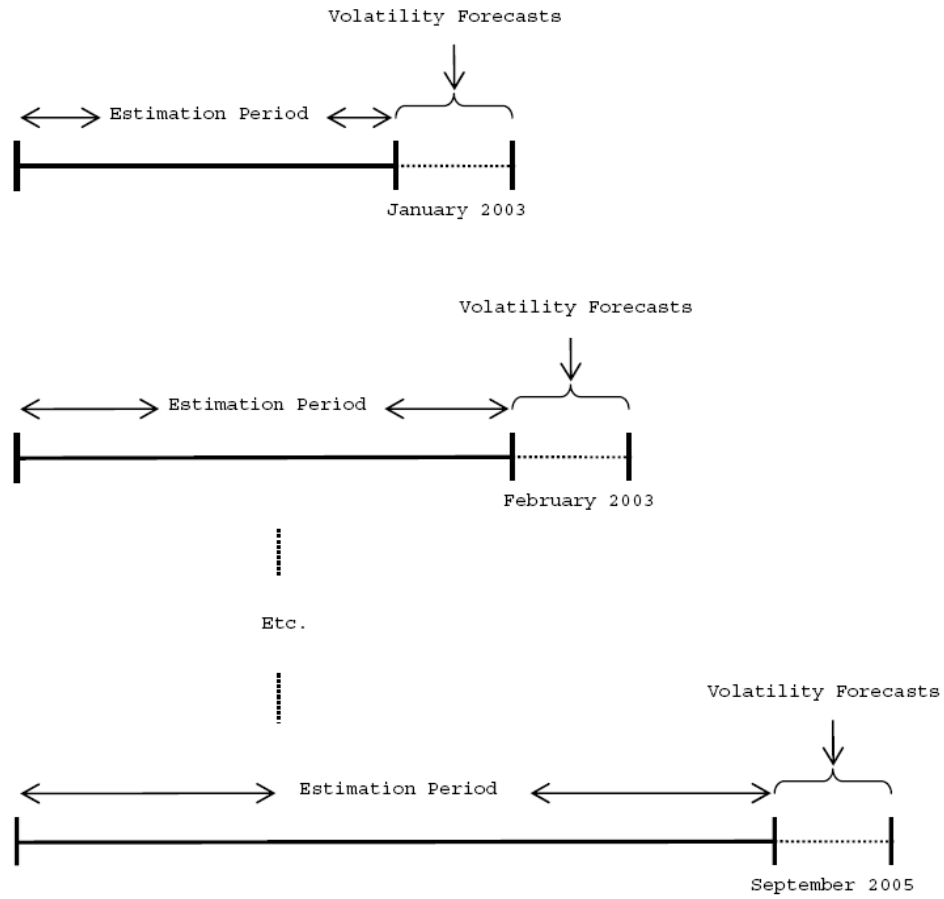 Volatility Forecasts
Estimation Period
January 2003
Volatility Forecasts
Estimation Period
February 2003
Etc.
Volatility Forecasts
Estimation Period
September 2005